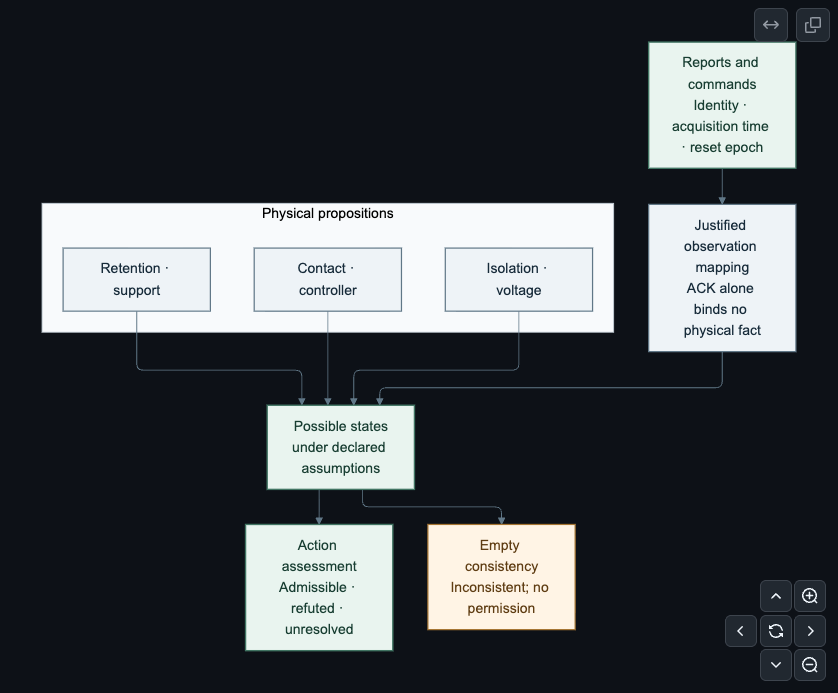 Reports and
commands
Identity ·
acquisition time
· reset epoch
Physical propositions
Retention ·
support
Contact ·
controller
Isolation ·
voltage
Justified
observation
mapping
ACK alone
binds no
physical fact
Possible states
under declared
assumptions
Action
assessment
Admissible ·
refuted ·
unresolved
Empty
consistency
Inconsistent; no
permission